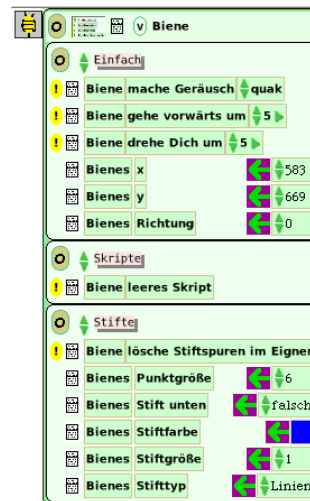 Biene
Einfach
Biene mache Geräusch quak
Biene gehe vorwärts um 5
Biene drehe Dich um 5
Bienes x 583
Bienes y 669
Bienes Richtung 0
Skripte
Biene leeres Skript
Stifte
Biene lösche Stiftspuren im Eigner
Bienes Punktgröße 6
Bienes Stift unten falsch
Bienes Stiftfarbe
Bienes Stiftgröße 1
Bienes Stifttyp Linien